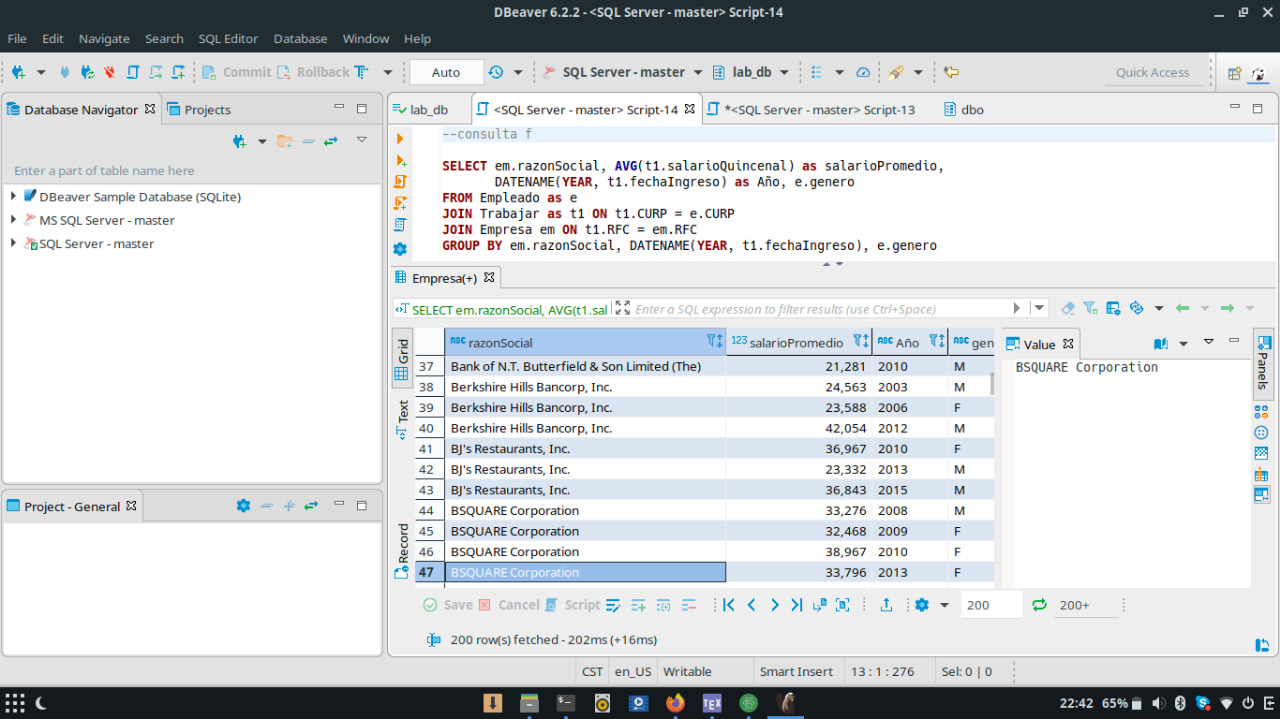 DBeaver 6.2.2 - <SQL Server - master> Script-14
File Edit Navigate Search SQL Editor Database Window Help
Commit Rollback Auto SQL Server - master lab_db Quick Access
Database Navigator Projects
Enter a part of table name here
DBeaver Sample Database (SQLite)
MS SQL Server - master
SQL Server - master
Project - General
lab_db <SQL Server - master> Script-14 *<SQL Server - master> Script-13 dbo
--consulta f
SELECT em.razonSocial, AVG(t1.salarioQuincenal) as salarioPromedio,
DATENAME(YEAR, t1.fechaIngreso) as Año, e.genero
FROM Empleado as e
JOIN Trabajar as t1 ON t1.CURP = e.CURP
JOIN Empresa em ON t1.RFC = em.RFC
GROUP BY em.razonSocial, DATENAME(YEAR, t1.fechaIngreso), e.genero
Empresa(+)
SELECT em.razonSocial, AVG(t1.sal Enter a SQL expression to filter results (use Ctrl+Space)
Grid
Text
Record
ABC razonSocial 123 salarioPromedio ABC Año ABC gen
37 Bank of N.T. Butterfield & Son Limited (The) 21,281 2010 M
38 Berkshire Hills Bancorp, Inc. 24,563 2003 M
39 Berkshire Hills Bancorp, Inc. 23,588 2006 F
40 Berkshire Hills Bancorp, Inc. 42,054 2012 M
41 BJ's Restaurants, Inc. 36,967 2010 F
42 BJ's Restaurants, Inc. 23,332 2013 M
43 BJ's Restaurants, Inc. 36,843 2015 M
44 BSQUARE Corporation 33,276 2008 M
45 BSQUARE Corporation 32,468 2009 F
46 BSQUARE Corporation 38,967 2010 F
47 BSQUARE Corporation 33,796 2013 F
Value
BSQUARE Corporation
Panels
Save Cancel Script 200 200+
200 row(s) fetched - 202ms (+16ms)
CST en_US Writable Smart Insert 13 : 1 : 276 Sel: 0 | 0
TEX
22:42 65%